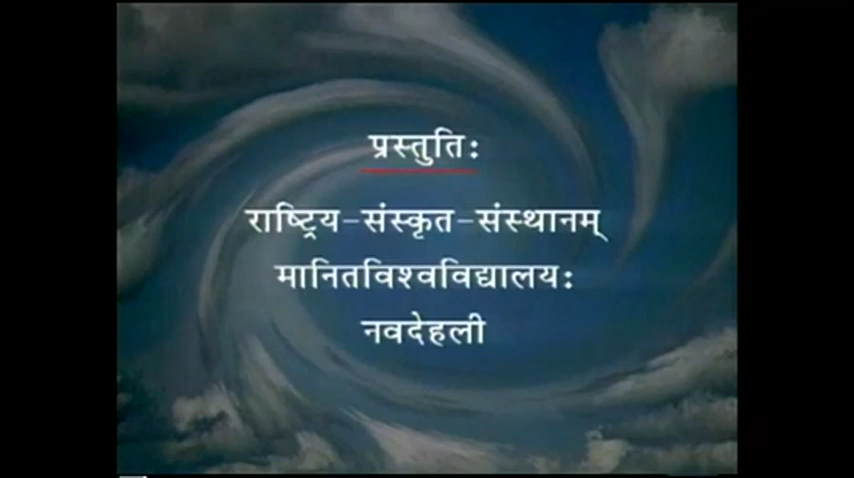 प्रस्तुतिः
राष्ट्रिय-संस्कृत-संस्थानम्
मानितविश्वविद्यालयः
नवदेहली